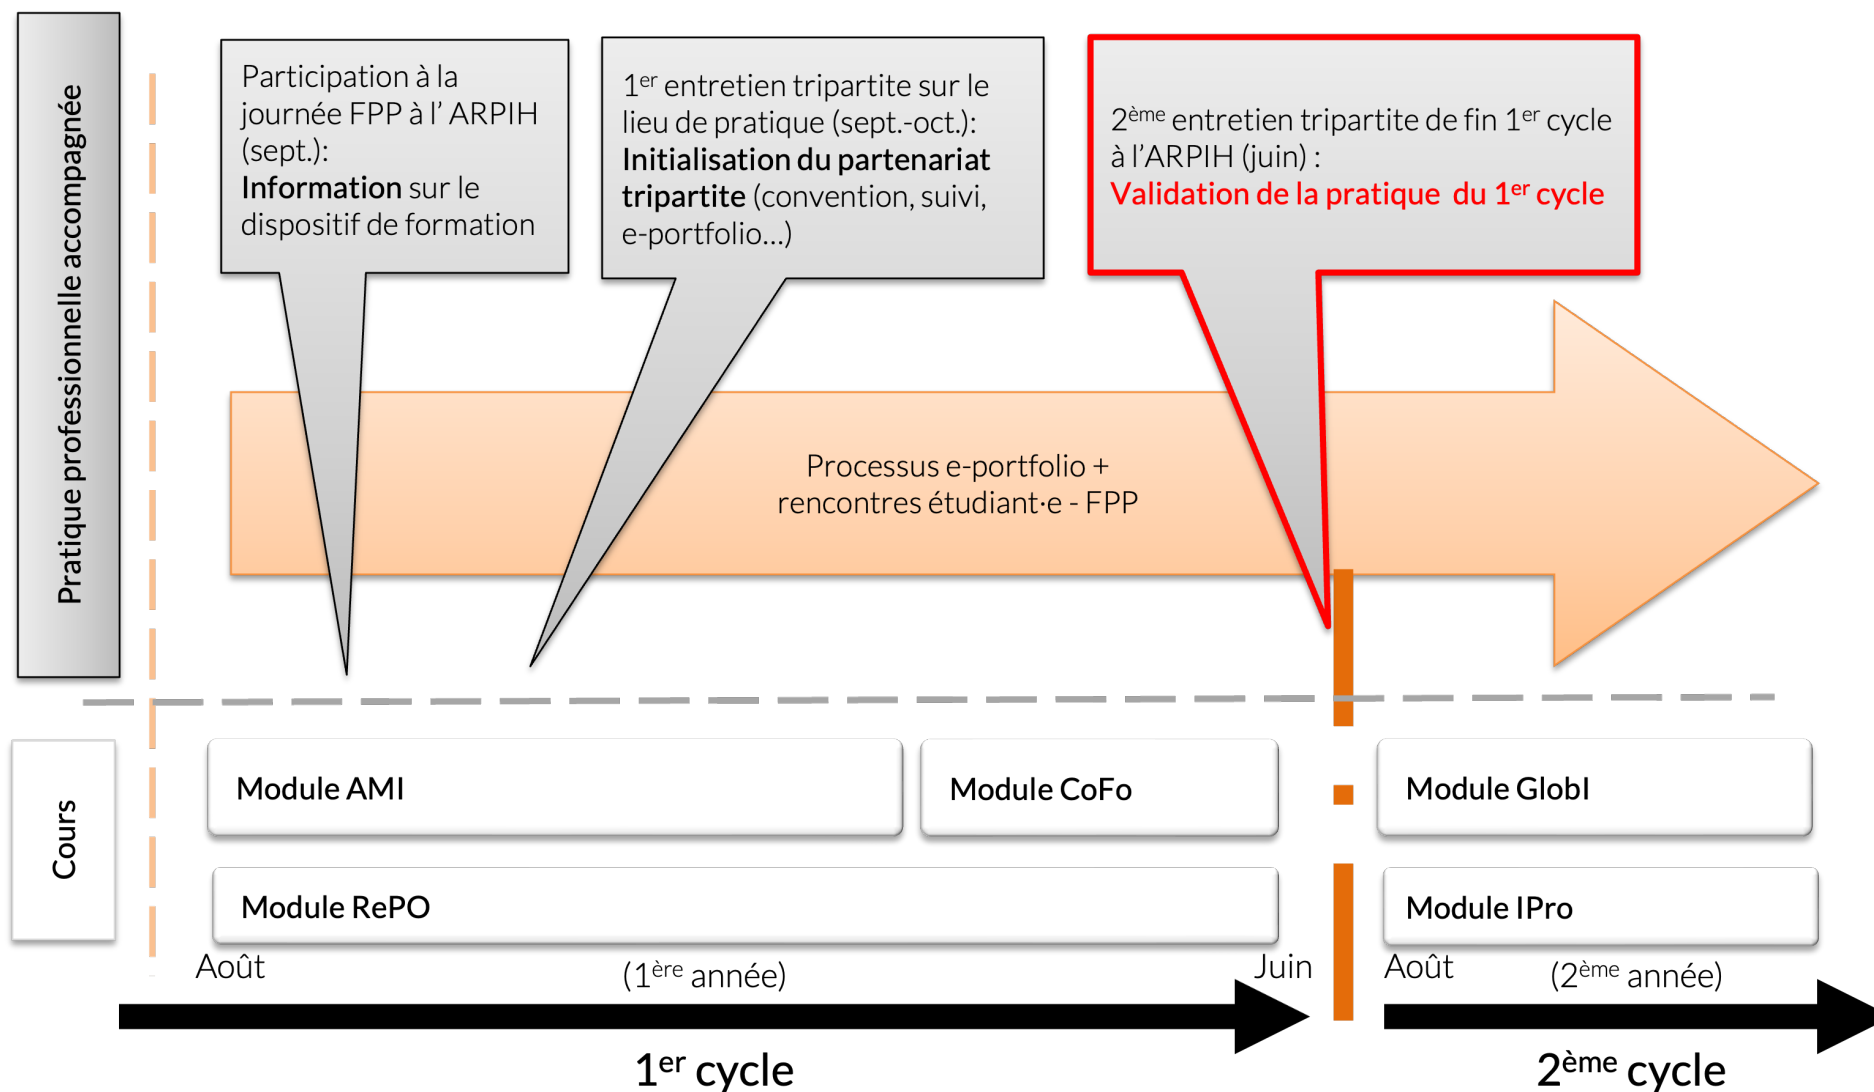 Pratique professionnelle accompagnée
Participation à la
journée FPP à l’ ARPIH
(sept.):
Information sur le
dispositif de formation
1er entretien tripartite sur le
lieu de pratique (sept.-oct.):
Initialisation du partenariat
tripartite (convention, suivi,
e-portfolio...)
2ème entretien tripartite de fin 1er cycle
à l’ARPIH (juin) :
Validation de la pratique du 1er cycle
Processus e-portfolio +
rencontres étudiant·e - FPP
Cours
Module AMI
Module CoFo
Module GlobI
Module RePO
Module IPro
Août
(1ère année)
Juin
Août
(2ème année)
1er cycle
2ème cycle